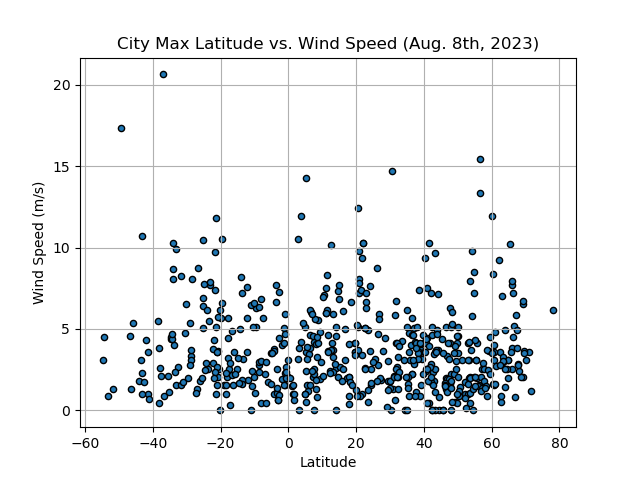 City Max Latitude vs. Wind Speed (Aug. 8th, 2023)
20
15
10
5
0
Wind Speed (m/s)
−60 −40 −20 0 20 40 60 80
Latitude